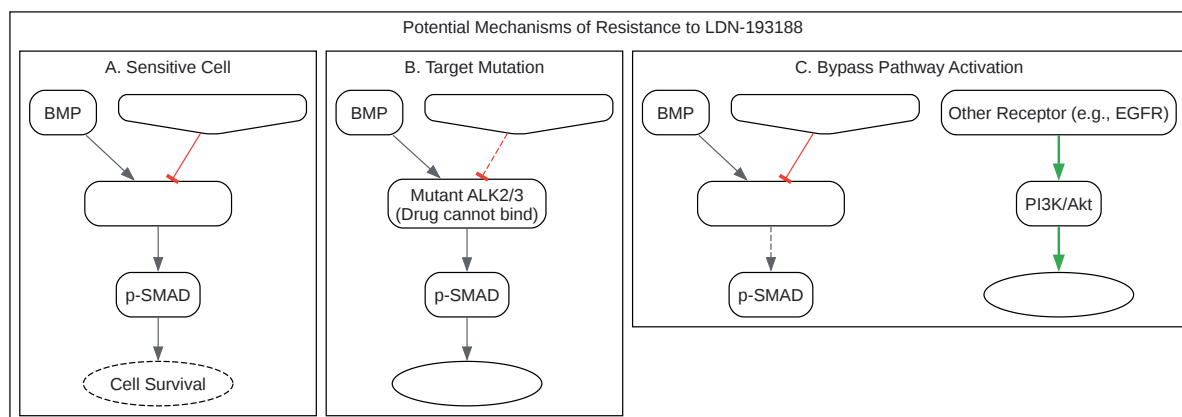 Potential Mechanisms of Resistance to LDN-193188
A. Sensitive Cell
BMP
p-SMAD
Cell Survival
B. Target Mutation
BMP
Mutant ALK2/3
(Drug cannot bind)
p-SMAD
C. Bypass Pathway Activation
BMP
p-SMAD
Other Receptor (e.g., EGFR)
PI3K/Akt